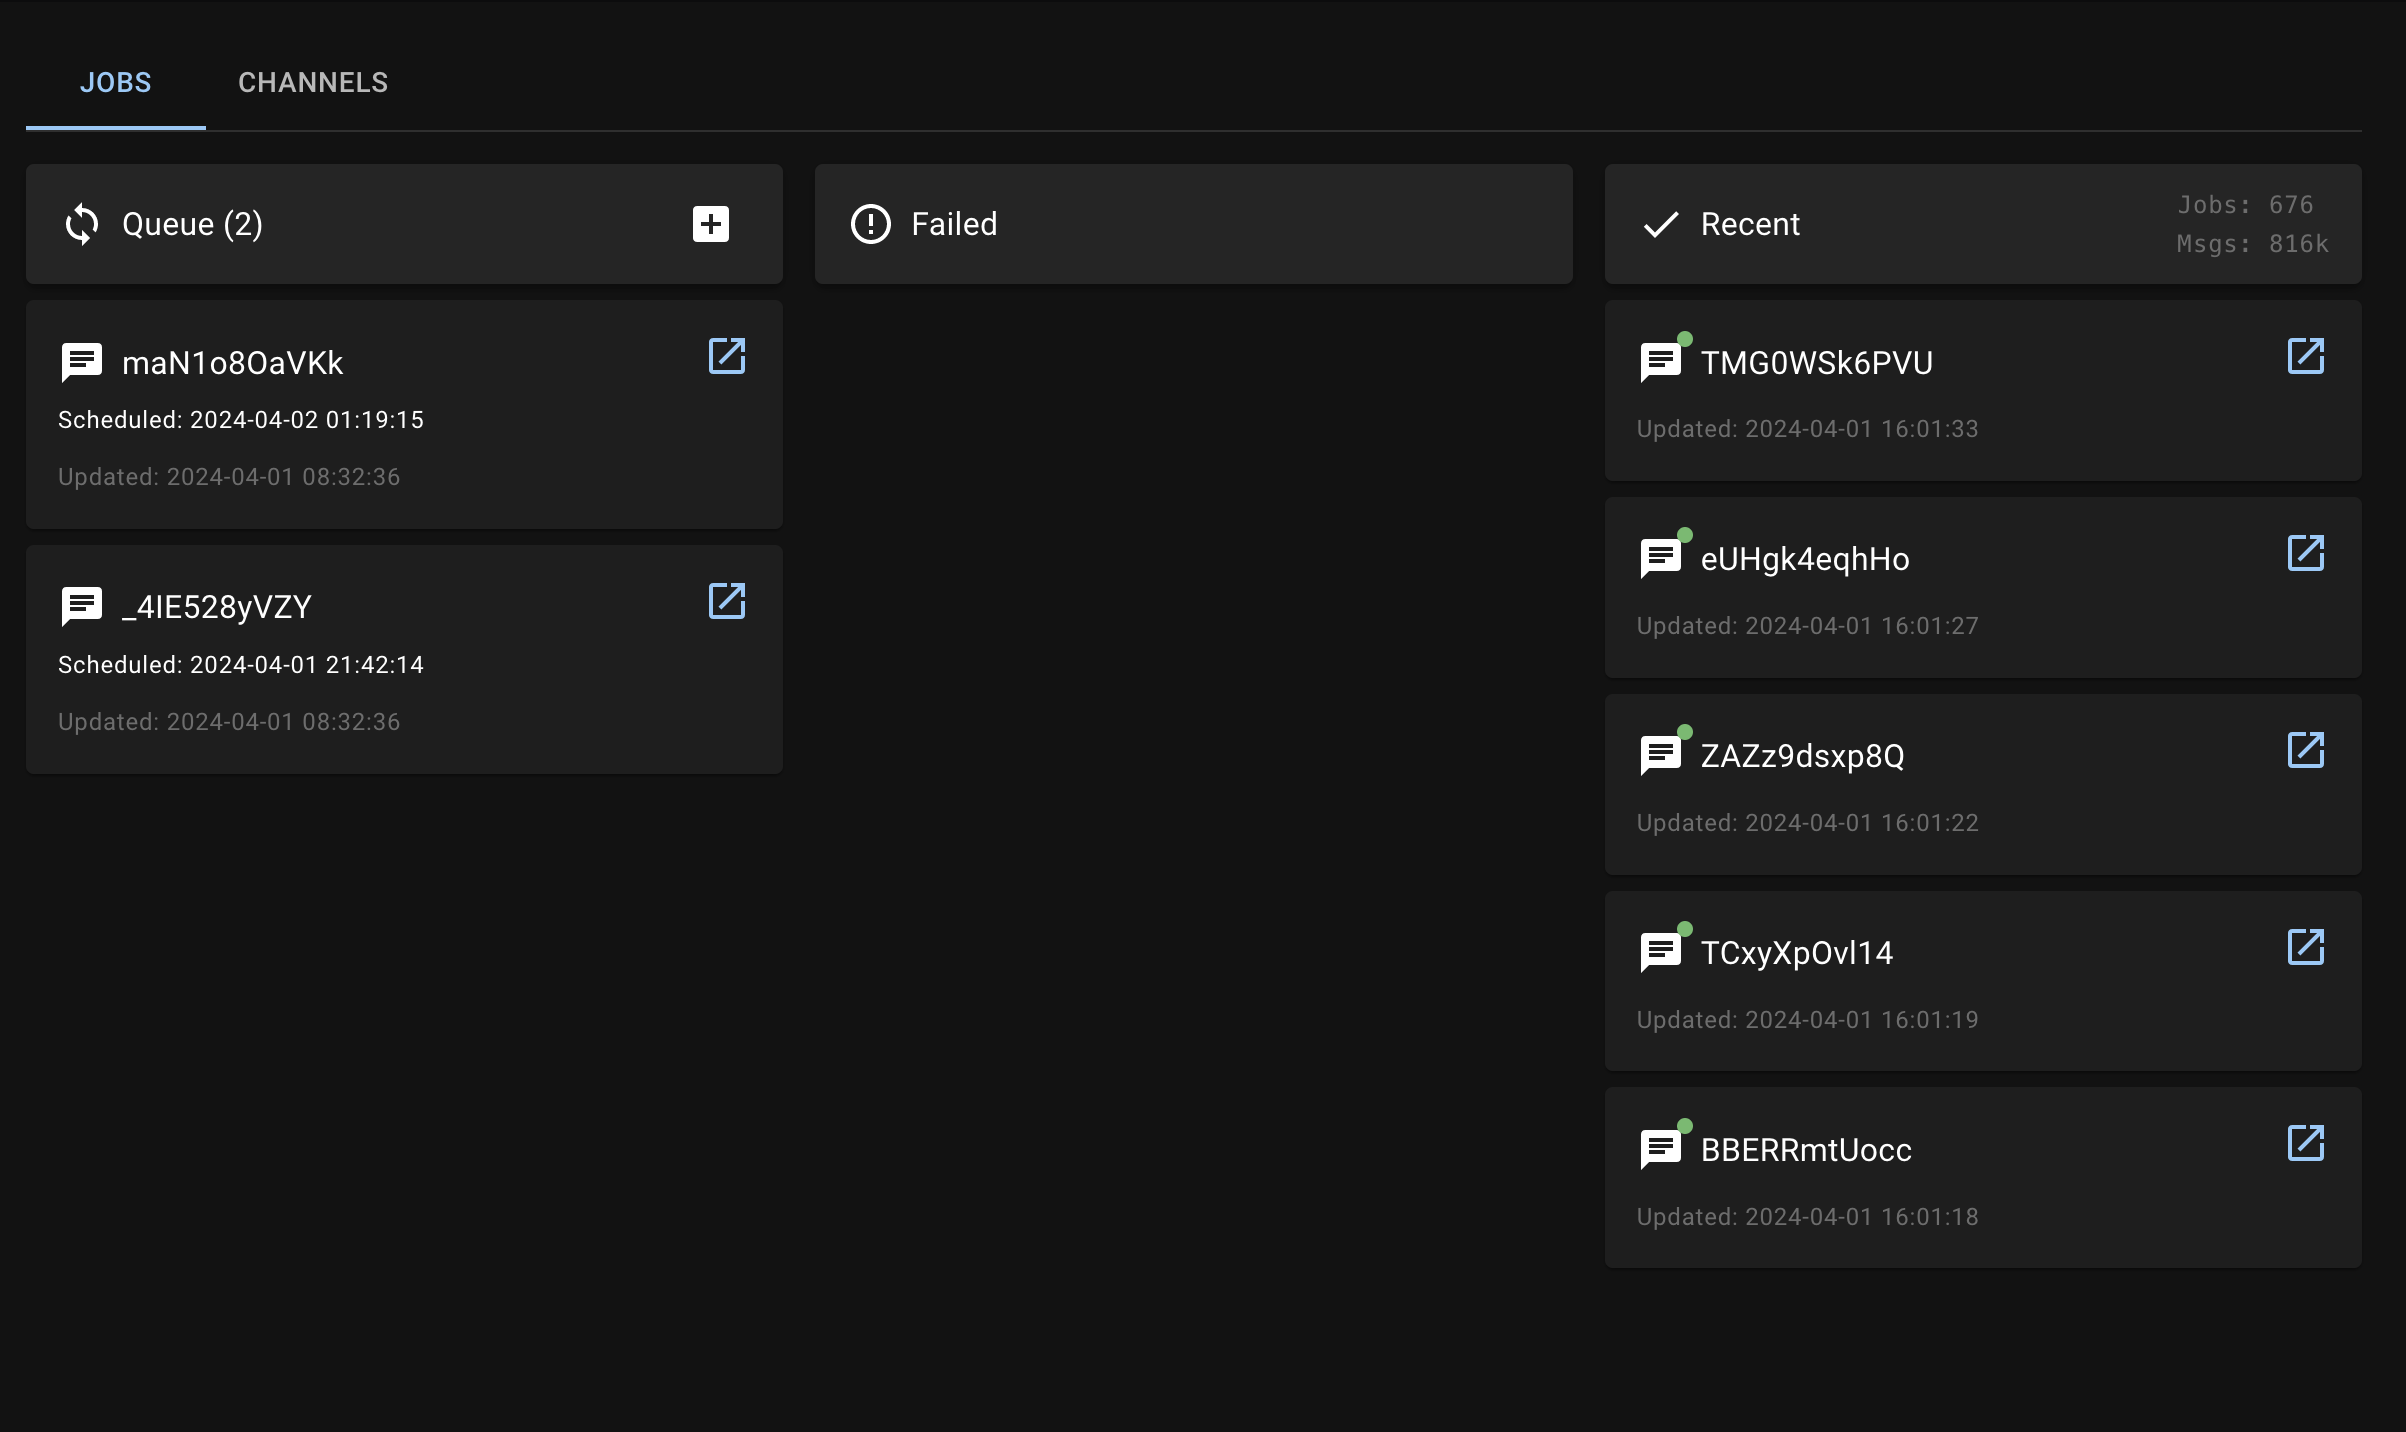 JOBS
CHANNELS
Queue (2)
maN1o8OaVKk
Scheduled: 2024-04-02 01:19:15
Updated: 2024-04-01 08:32:36
_4IE528yVZY
Scheduled: 2024-04-01 21:42:14
Updated: 2024-04-01 08:32:36
Failed
Recent
Jobs: 676
Msgs: 816k
TMG0WSk6PVU
Updated: 2024-04-01 16:01:33
eUHgk4eqhHo
Updated: 2024-04-01 16:01:27
ZAZz9dsxp8Q
Updated: 2024-04-01 16:01:22
TCxyXpOvl14
Updated: 2024-04-01 16:01:19
BBERRmtUocc
Updated: 2024-04-01 16:01:18